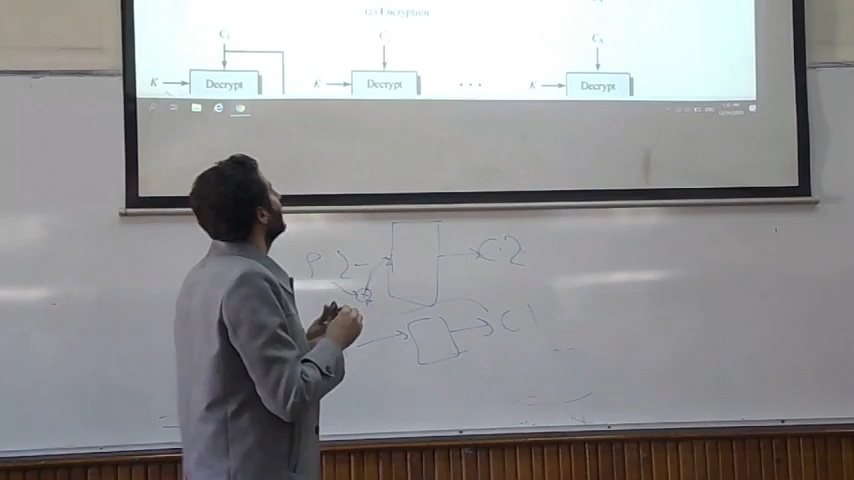 (a) Encryption
C₁ C₂ Cₙ
K Decrypt K Decrypt ... K Decrypt
P2 C2
C1